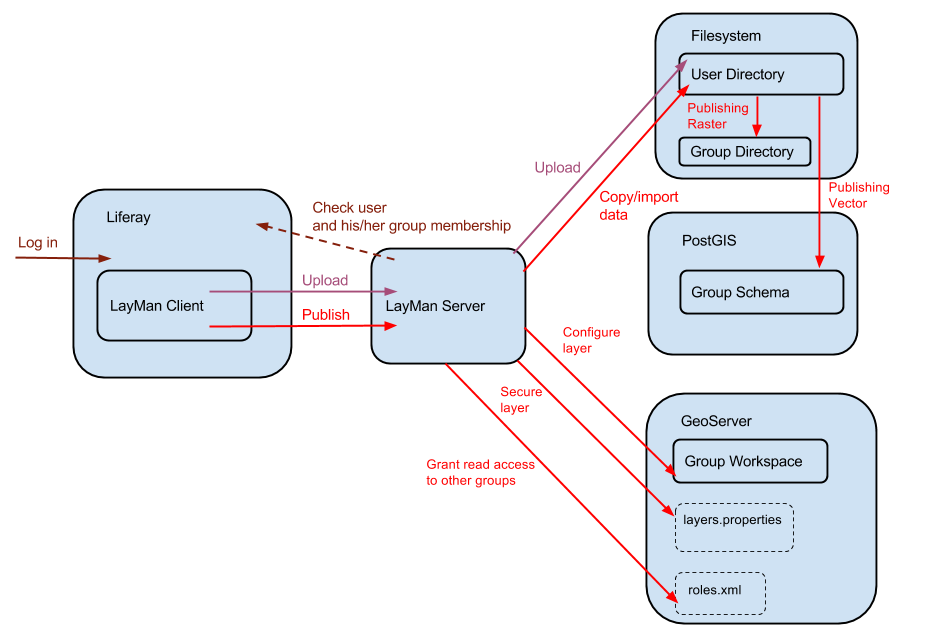 Filesystem
User Directory
Publishing
Raster
Group Directory
Upload
Copy/import
data
Publishing
Vector
Liferay
Check user
and his/her group membership
Log in
PostGIS
Group Schema
LayMan Client
Upload
Publish
LayMan Server
Configure
layer
Secure
layer
GeoServer
Group Workspace
Grant read access
to other groups
layers.properties
roles.xml